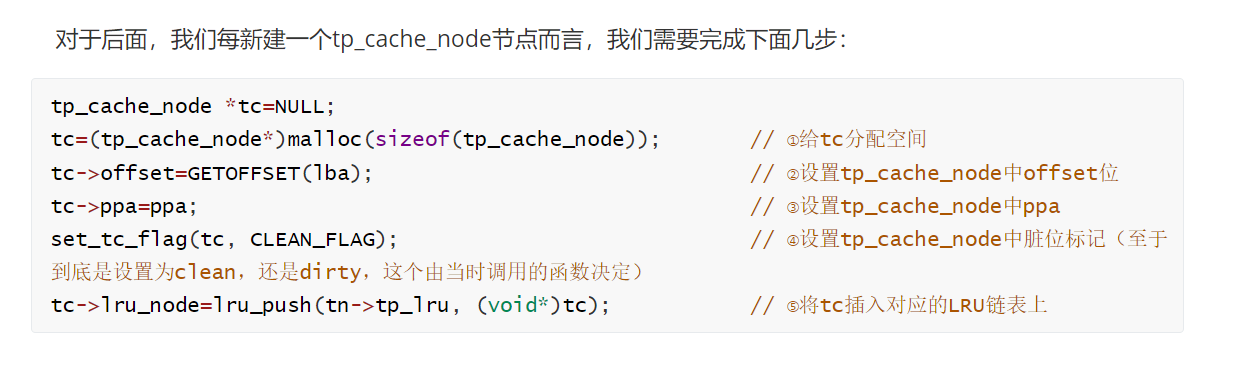 对于后面，我们每新建一个tp_cache_node节点而言，我们需要完成下面几步：
tp_cache_node *tc=NULL;
tc=(tp_cache_node*)malloc(sizeof(tp_cache_node)); // ①给tc分配空间
tc->offset=GETOFFSET(lba); // ②设置tp_cache_node中offset位
tc->ppa=ppa; // ③设置tp_cache_node中ppa
set_tc_flag(tc, CLEAN_FLAG); // ④设置tp_cache_node中脏位标记（至于
到底是设置为clean，还是dirty，这个由当时调用的函数决定）
tc->lru_node=lru_push(tn->tp_lru, (void*)tc); // ⑤将tc插入对应的LRU链表上